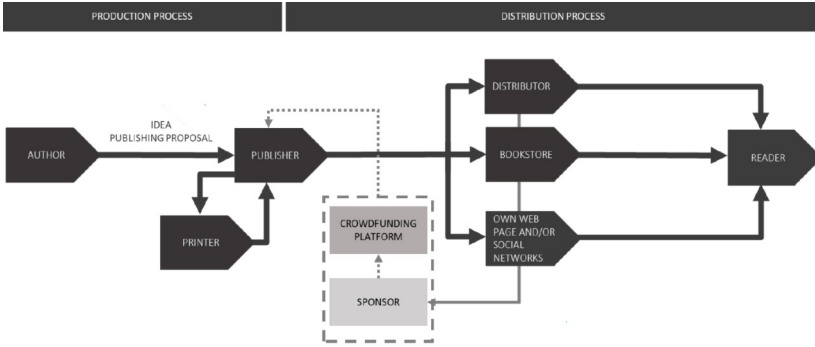 PRODUCTION PROCESS
DISTRIBUTION PROCESS
DISTRIBUTOR
IDEA
PUBLISHING PROPOSAL
AUTHOR
PUBLISHER
BOOKSTORE
READER
PRINTER
CROWDFUNDING
PLATFORM
OWN WEB
PAGE AND/OR
SOCIAL
NETWORKS
SPONSOR